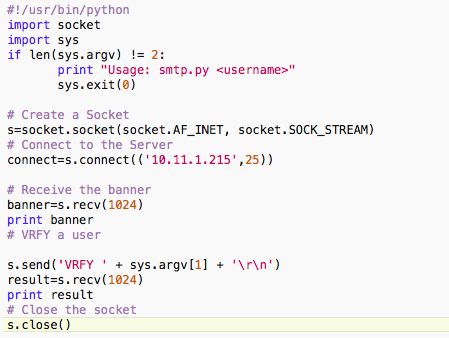 #!/usr/bin/python
import socket
import sys
if len(sys.argv) != 2:
        print "Usage: smtp.py <username>"
        sys.exit(0)

# Create a Socket
s=socket.socket(socket.AF_INET, socket.SOCK_STREAM)
# Connect to the Server
connect=s.connect(('10.11.1.215',25))

# Receive the banner
banner=s.recv(1024)
print banner
# VRFY a user

s.send('VRFY ' + sys.argv[1] + '\r\n')
result=s.recv(1024)
print result
# Close the socket
s.close()